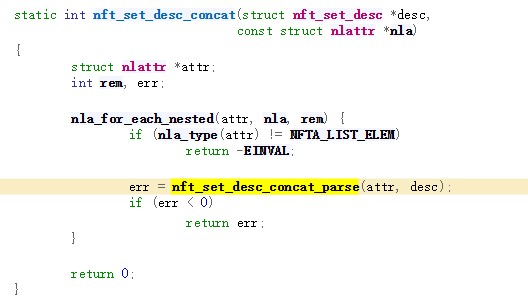 static int nft_set_desc_concat(struct nft_set_desc *desc,
                               const struct nlattr *nla)
{
        struct nlattr *attr;
        int rem, err;

        nla_for_each_nested(attr, nla, rem) {
                if (nla_type(attr) != NFTA_LIST_ELEM)
                        return -EINVAL;

                err = nft_set_desc_concat_parse(attr, desc);
                if (err < 0)
                        return err;
        }

        return 0;
}